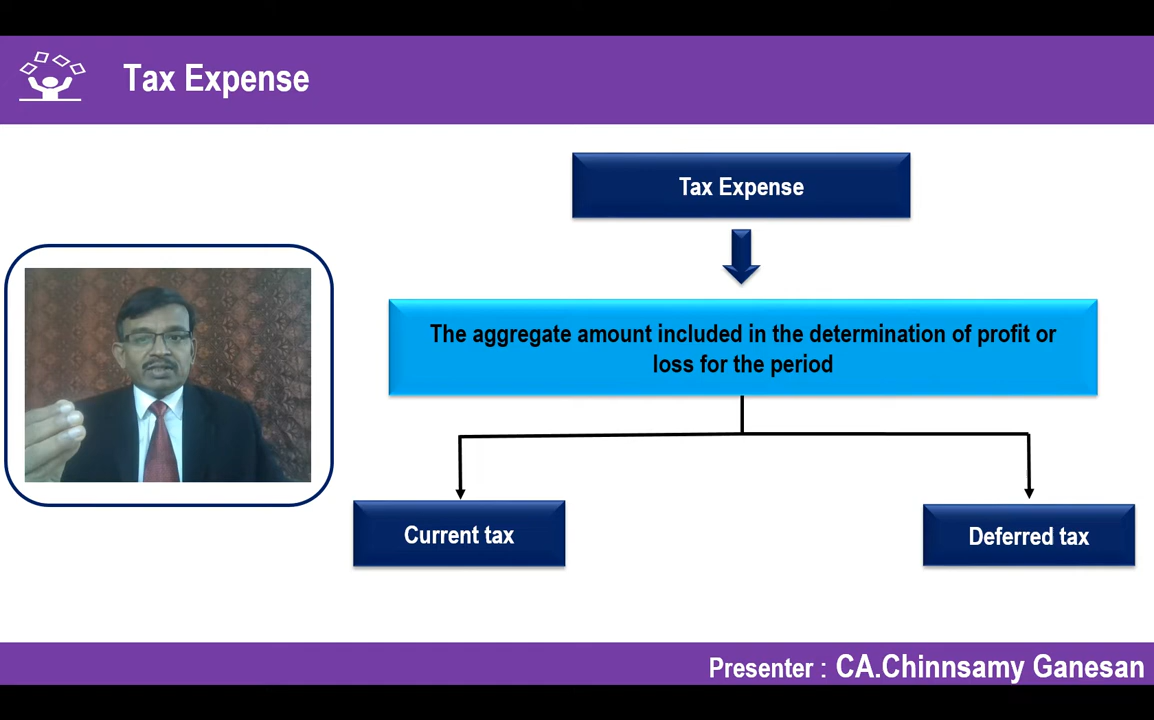 Tax Expense
Tax Expense
The aggregate amount included in the determination of profit or
loss for the period
Current tax
Deferred tax
Presenter : CA.Chinnsamy Ganesan